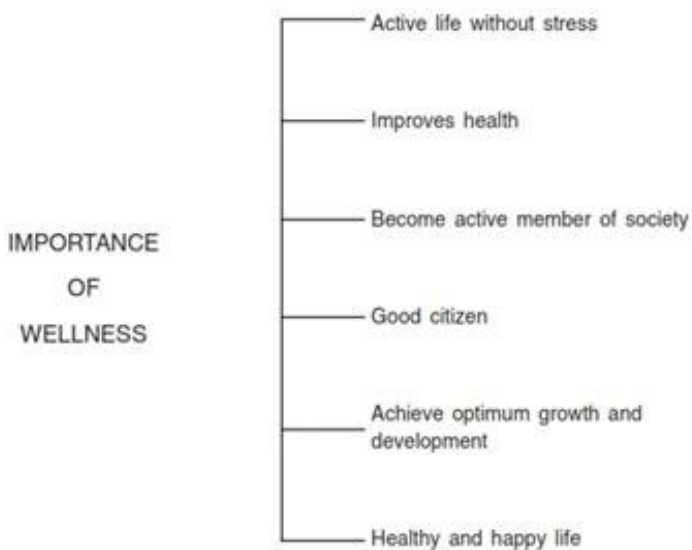 IMPORTANCE
OF
WELLNESS
Active life without stress
Improves health
Become active member of society
Good citizen
Achieve optimum growth and
development
Healthy and happy life